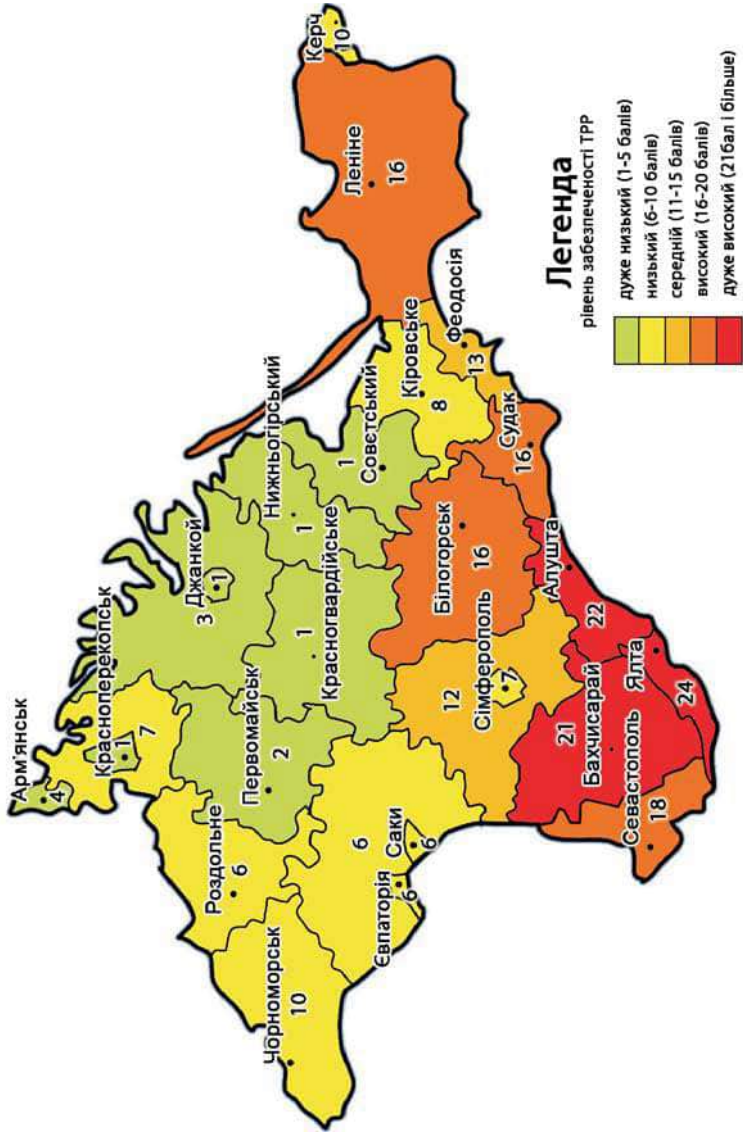 Арм'янськ
4
Красноперекопськ
1
7
Джанкой
3
1
Нижньогірський
1
Роздольне
6
Первомайськ
2
Красногвардійське
1
Совєтський
1
Чорноморськ
10
Євпаторія
6
6
Саки
6
Сімферополь
12
7
Білогорськ
16
Кіровське
8
Феодосія
13
Судак
16
Леніне
16
Керч
10
Бахчисарай
21
Севастополь
18
Ялта
24
Алушта
22
Легенда
рівень забезпеченості ТРР
дуже низький (1-5 балів)
низький (6-10 балів)
середній (11-15 балів)
високий (16-20 балів)
дуже високий (21бал і більше)